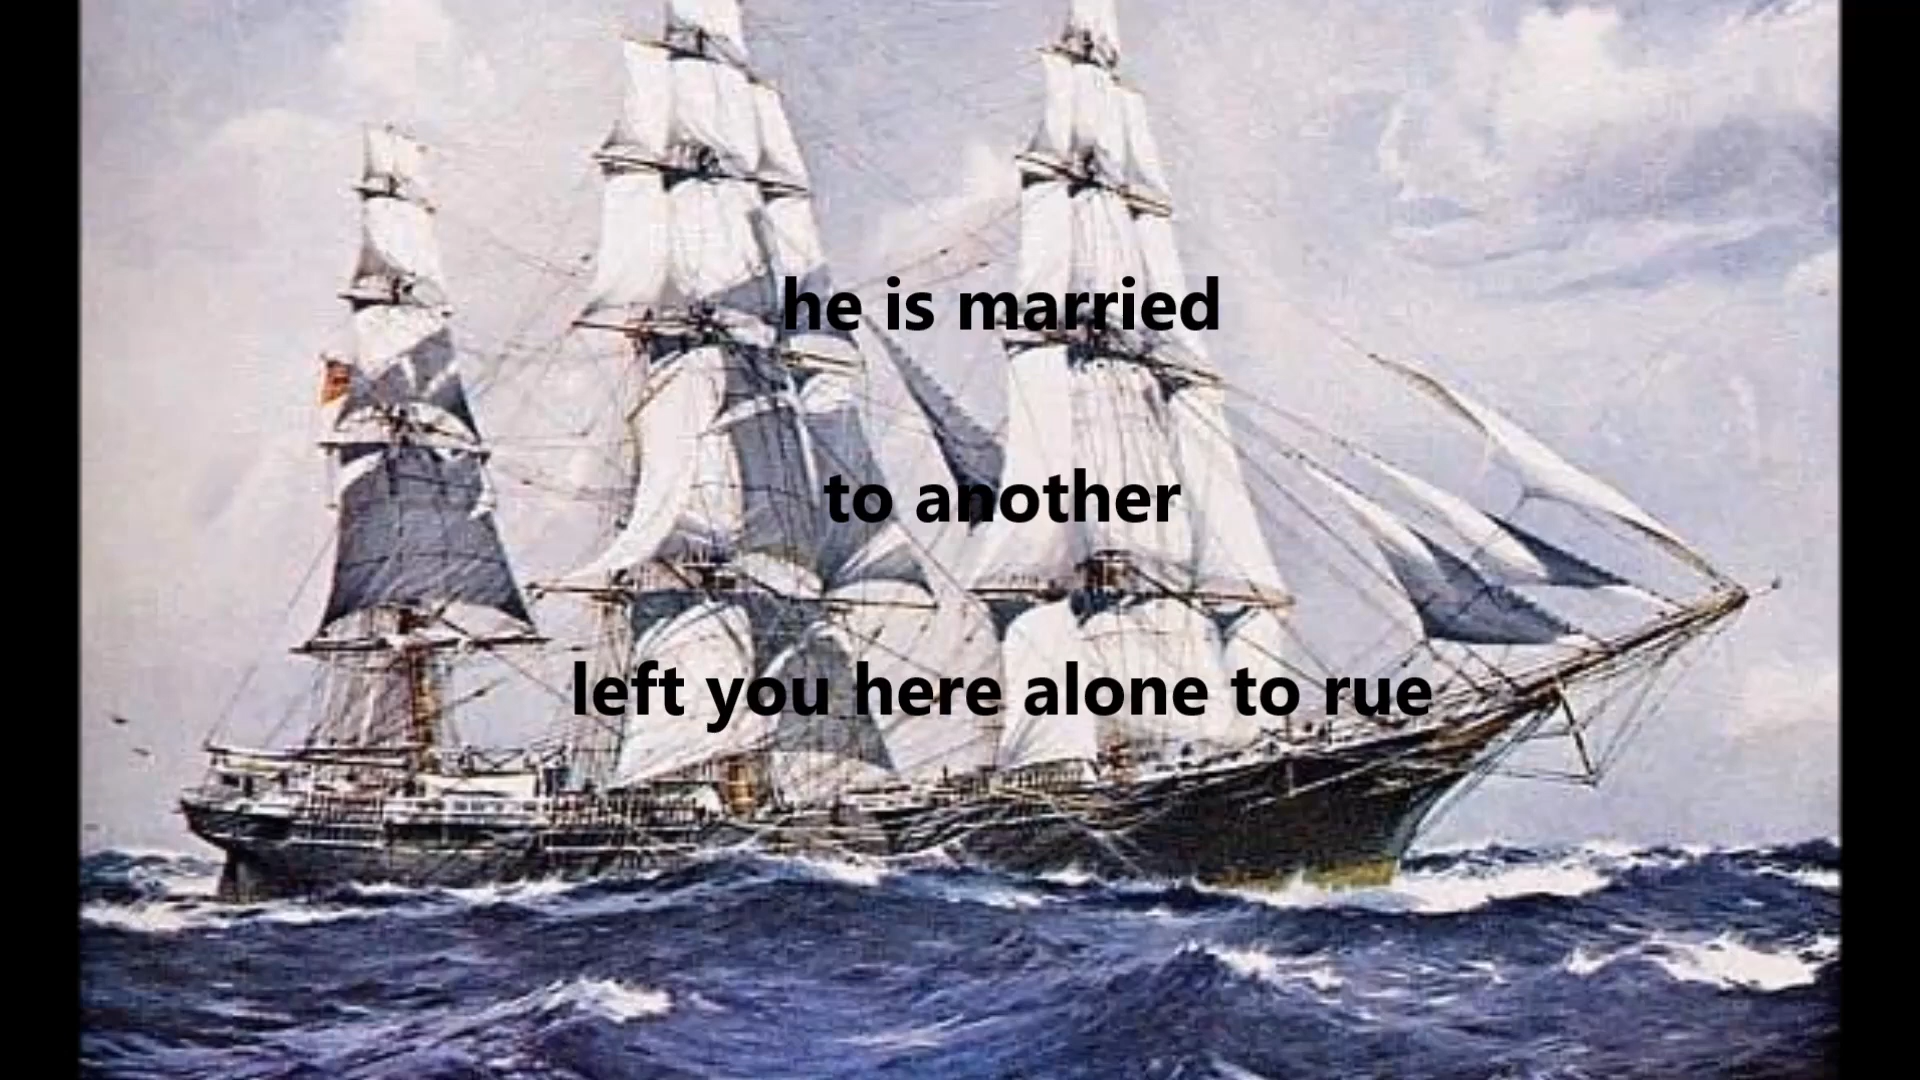 he is married
to another
left you here alone to rue